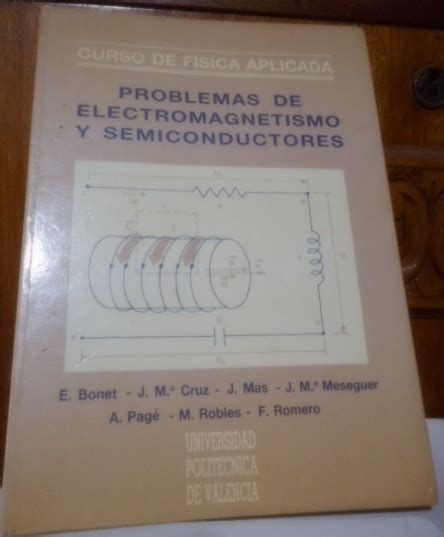 CURSO DE FISICA APLICADA
PROBLEMAS DE
ELECTROMAGNETISMO
Y SEMICONDUCTORES
E. Bonet - J. M.ª Cruz - J. Mas - J. M.ª Meseguer
A. Pagé - M. Robles - F. Romero
UNIVERSIDAD
POLITECNICA
DE VALENCIA